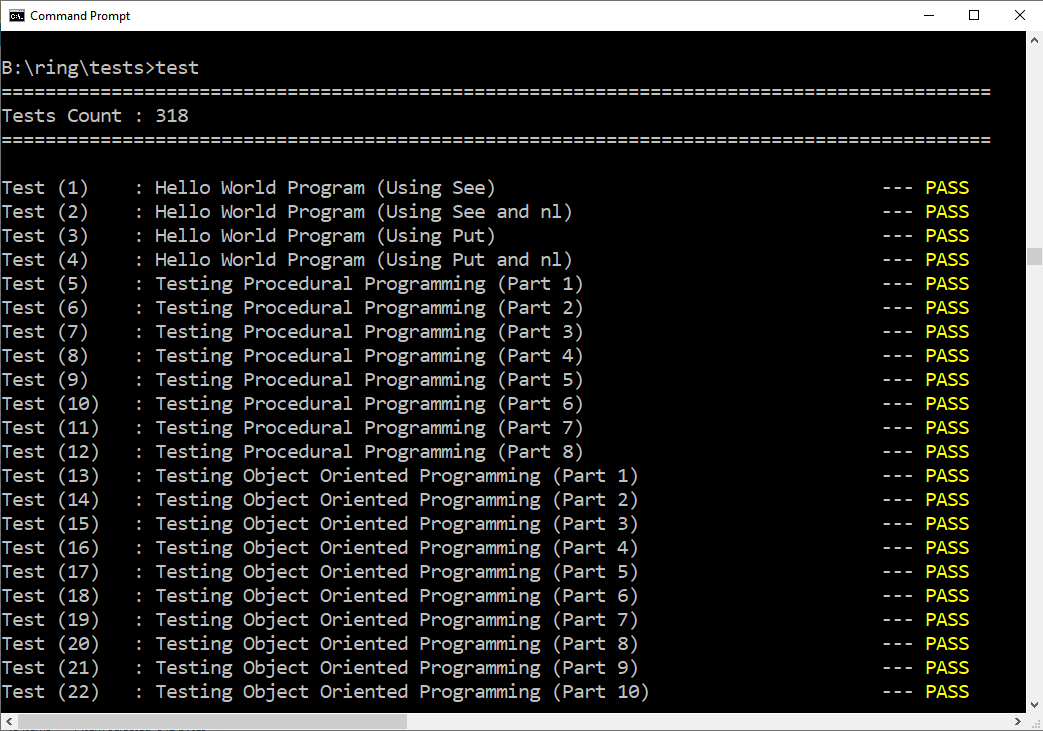 Command Prompt
B:\ring\tests>test
==========================================================================================
Tests Count : 318
==========================================================================================
Test (1)    : Hello World Program (Using See)                                   --- PASS
Test (2)    : Hello World Program (Using See and nl)                            --- PASS
Test (3)    : Hello World Program (Using Put)                                   --- PASS
Test (4)    : Hello World Program (Using Put and nl)                            --- PASS
Test (5)    : Testing Procedural Programming (Part 1)                           --- PASS
Test (6)    : Testing Procedural Programming (Part 2)                           --- PASS
Test (7)    : Testing Procedural Programming (Part 3)                           --- PASS
Test (8)    : Testing Procedural Programming (Part 4)                           --- PASS
Test (9)    : Testing Procedural Programming (Part 5)                           --- PASS
Test (10)   : Testing Procedural Programming (Part 6)                           --- PASS
Test (11)   : Testing Procedural Programming (Part 7)                           --- PASS
Test (12)   : Testing Procedural Programming (Part 8)                           --- PASS
Test (13)   : Testing Object Oriented Programming (Part 1)                      --- PASS
Test (14)   : Testing Object Oriented Programming (Part 2)                      --- PASS
Test (15)   : Testing Object Oriented Programming (Part 3)                      --- PASS
Test (16)   : Testing Object Oriented Programming (Part 4)                      --- PASS
Test (17)   : Testing Object Oriented Programming (Part 5)                      --- PASS
Test (18)   : Testing Object Oriented Programming (Part 6)                      --- PASS
Test (19)   : Testing Object Oriented Programming (Part 7)                      --- PASS
Test (20)   : Testing Object Oriented Programming (Part 8)                      --- PASS
Test (21)   : Testing Object Oriented Programming (Part 9)                      --- PASS
Test (22)   : Testing Object Oriented Programming (Part 10)                     --- PASS